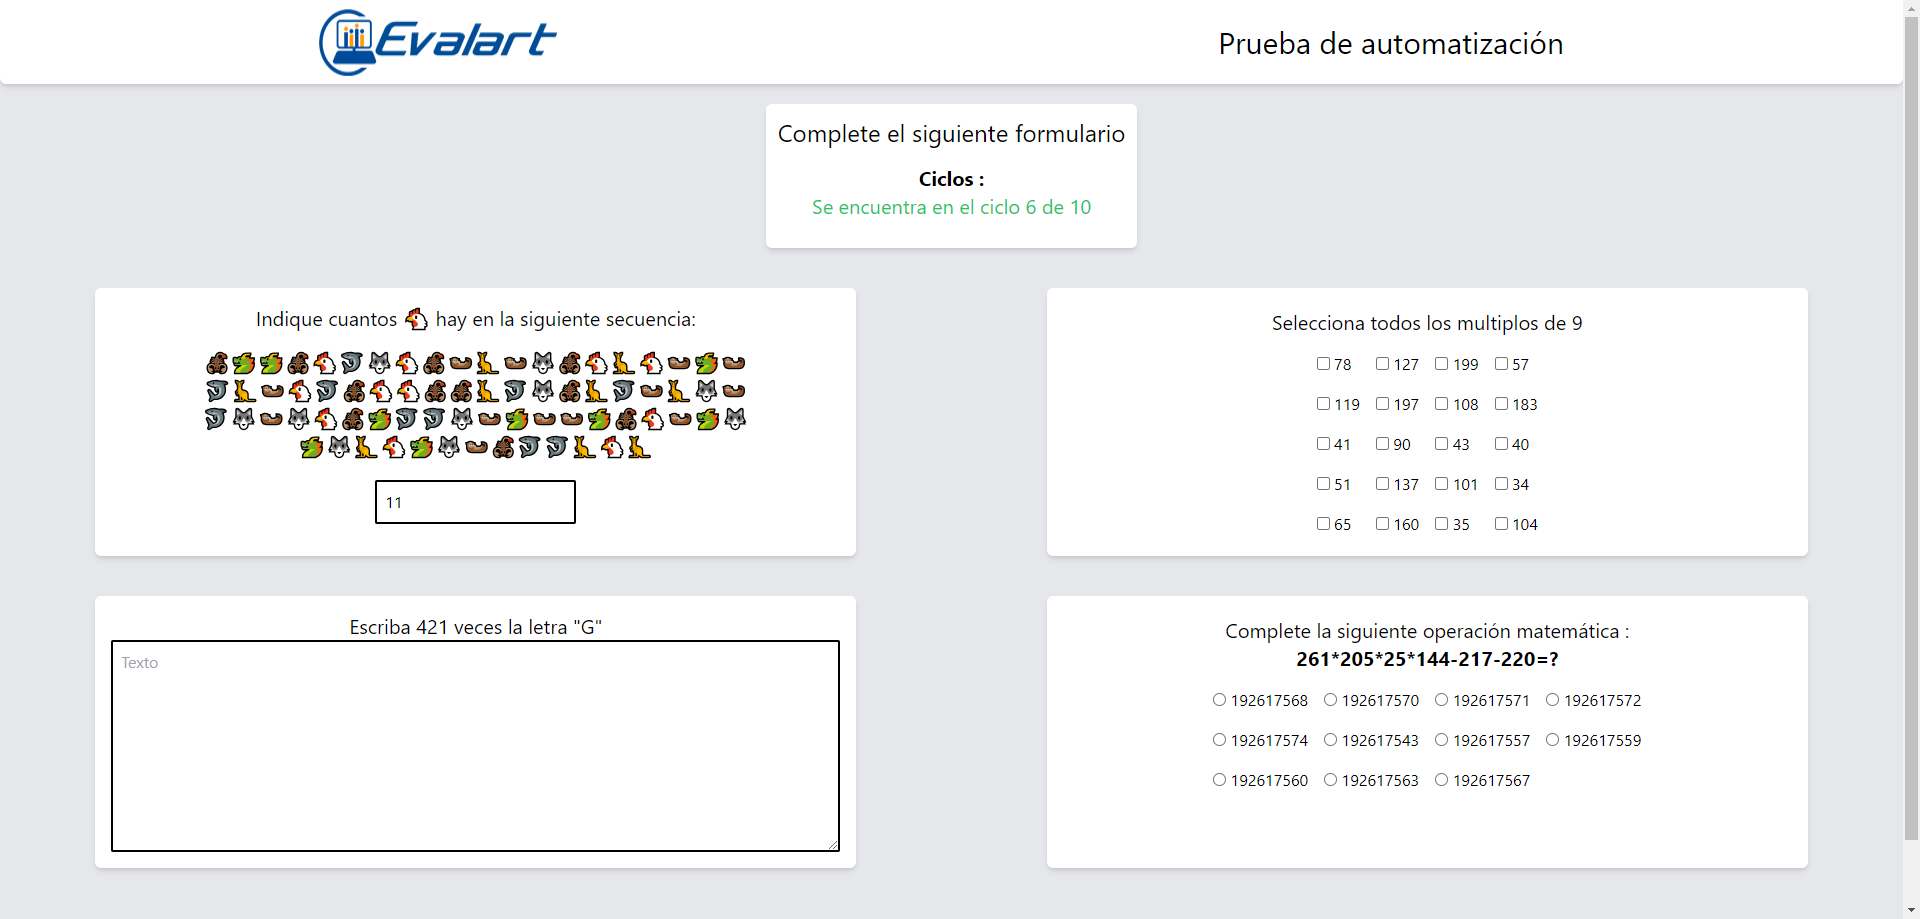 Evalart
Prueba de automatización
Complete el siguiente formulario
Ciclos :
Se encuentra en el ciclo 6 de 10
Indique cuantos 🐔 hay en la siguiente secuencia:
11
Selecciona todos los multiplos de 9
78 127 199 57
119 197 108 183
41 90 43 40
51 137 101 34
65 160 35 104
Escriba 421 veces la letra "G"
Texto
Complete la siguiente operación matemática :
261*205*25*144-217-220=?
192617568 192617570 192617571 192617572
192617574 192617543 192617557 192617559
192617560 192617563 192617567